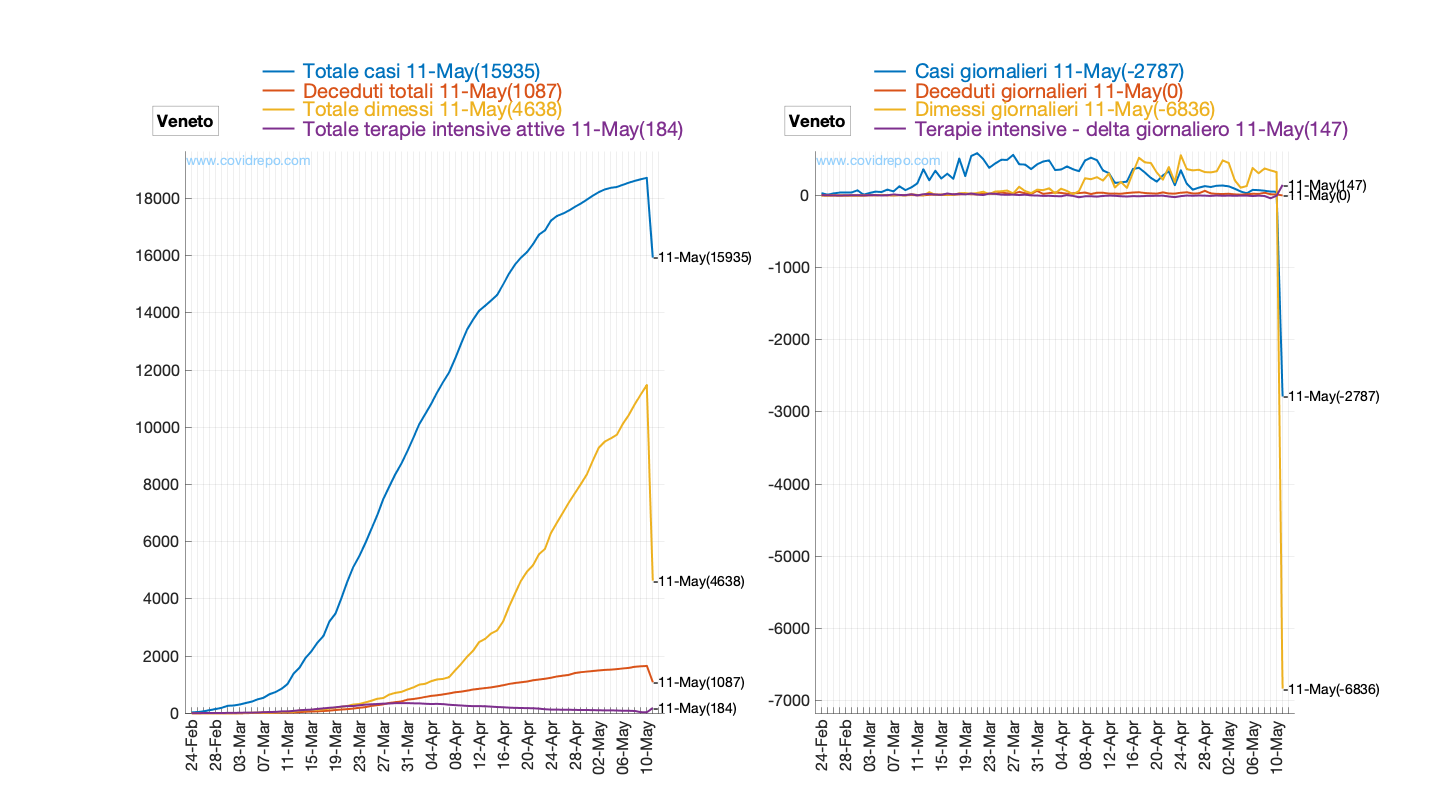 Totale casi 11-May(15935)
Deceduti totali 11-May(1087)
Totale dimessi 11-May(4638)
Totale terapie intensive attive 11-May(184)
Veneto
www.covidrepo.com
18000
16000
14000
12000
10000
8000
6000
4000
2000
0
11-May(15935)
11-May(4638)
11-May(1087)
11-May(184)
24-Feb
28-Feb
03-Mar
07-Mar
11-Mar
15-Mar
19-Mar
23-Mar
27-Mar
31-Mar
04-Apr
08-Apr
12-Apr
16-Apr
20-Apr
24-Apr
28-Apr
02-May
06-May
10-May
Casi giornalieri 11-May(-2787)
Deceduti giornalieri 11-May(0)
Dimessi giornalieri 11-May(-6836)
Terapie intensive - delta giornaliero 11-May(147)
Veneto
www.covidrepo.com
0
-1000
-2000
-3000
-4000
-5000
-6000
-7000
11-May(147)
11-May(0)
11-May(-2787)
11-May(-6836)
24-Feb
28-Feb
03-Mar
07-Mar
11-Mar
15-Mar
19-Mar
23-Mar
27-Mar
31-Mar
04-Apr
08-Apr
12-Apr
16-Apr
20-Apr
24-Apr
28-Apr
02-May
06-May
10-May